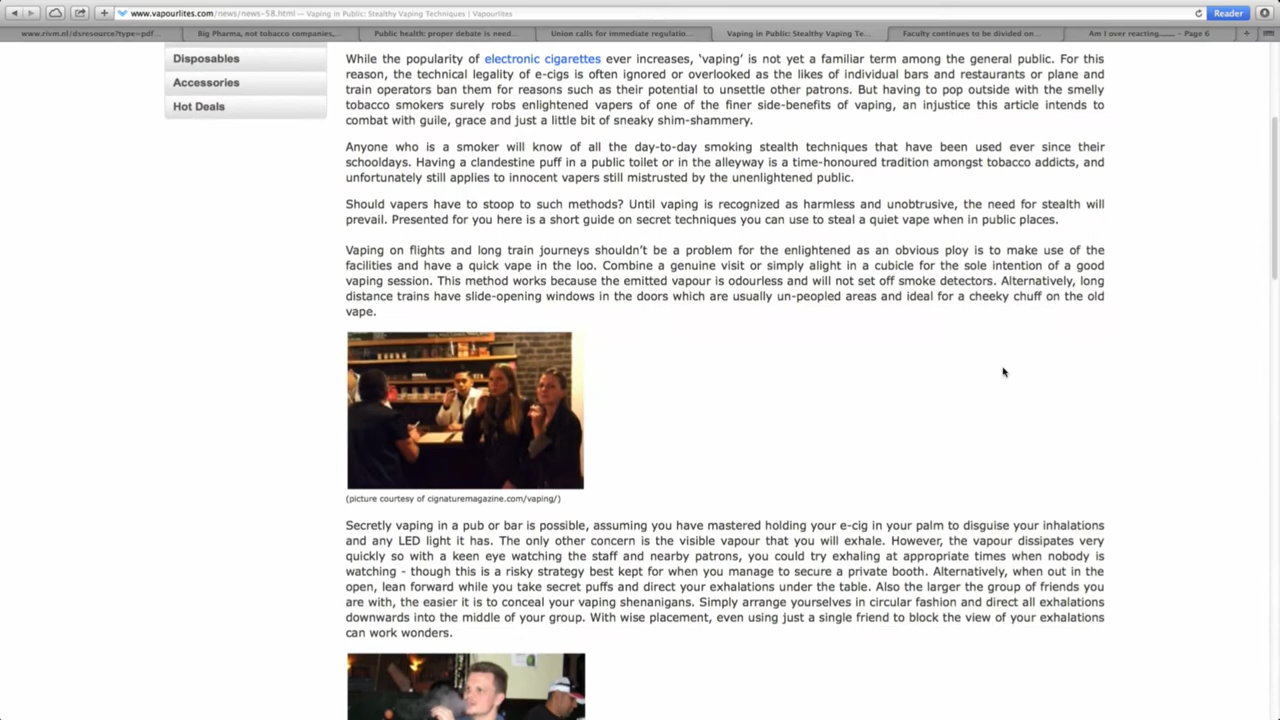 www.vapourlites.com/news/news-58.html — Vaping in Public: Stealthy Vaping Techniques | Vapourlites
Reader
www.rivm.nl/dsresource?type=pdf...
Big Pharma, not tobacco companies,...
Public health: proper debate is need...
Union calls for immediate regulatio...
Vaping in Public: Stealthy Vaping Te...
Faculty continues to be divided on...
Am I over reacting...... - Page 6
Disposables
Accessories
Hot Deals
While the popularity of electronic cigarettes ever increases, ‘vaping’ is not yet a familiar term among the general public. For this
reason, the technical legality of e-cigs is often ignored or overlooked as the likes of individual bars and restaurants or plane and
train operators ban them for reasons such as their potential to unsettle other patrons. But having to pop outside with the smelly
tobacco smokers surely robs enlightened vapers of one of the finer side-benefits of vaping, an injustice this article intends to
combat with guile, grace and just a little bit of sneaky shim-shammery.
Anyone who is a smoker will know of all the day-to-day smoking stealth techniques that have been used ever since their
schooldays. Having a clandestine puff in a public toilet or in the alleyway is a time-honoured tradition amongst tobacco addicts, and
unfortunately still applies to innocent vapers still mistrusted by the unenlightened public.
Should vapers have to stoop to such methods? Until vaping is recognized as harmless and unobtrusive, the need for stealth will
prevail. Presented for you here is a short guide on secret techniques you can use to steal a quiet vape when in public places.
Vaping on flights and long train journeys shouldn’t be a problem for the enlightened as an obvious ploy is to make use of the
facilities and have a quick vape in the loo. Combine a genuine visit or simply alight in a cubicle for the sole intention of a good
vaping session. This method works because the emitted vapour is odourless and will not set off smoke detectors. Alternatively, long
distance trains have slide-opening windows in the doors which are usually un-peopled areas and ideal for a cheeky chuff on the old
vape.
(picture courtesy of cignaturemagazine.com/vaping/)
Secretly vaping in a pub or bar is possible, assuming you have mastered holding your e-cig in your palm to disguise your inhalations
and any LED light it has. The only other concern is the visible vapour that you will exhale. However, the vapour dissipates very
quickly so with a keen eye watching the staff and nearby patrons, you could try exhaling at appropriate times when nobody is
watching - though this is a risky strategy best kept for when you manage to secure a private booth. Alternatively, when out in the
open, lean forward while you take secret puffs and direct your exhalations under the table. Also the larger the group of friends you
are with, the easier it is to conceal your vaping shenanigans. Simply arrange yourselves in circular fashion and direct all exhalations
downwards into the middle of your group. With wise placement, even using just a single friend to block the view of your exhalations
can work wonders.